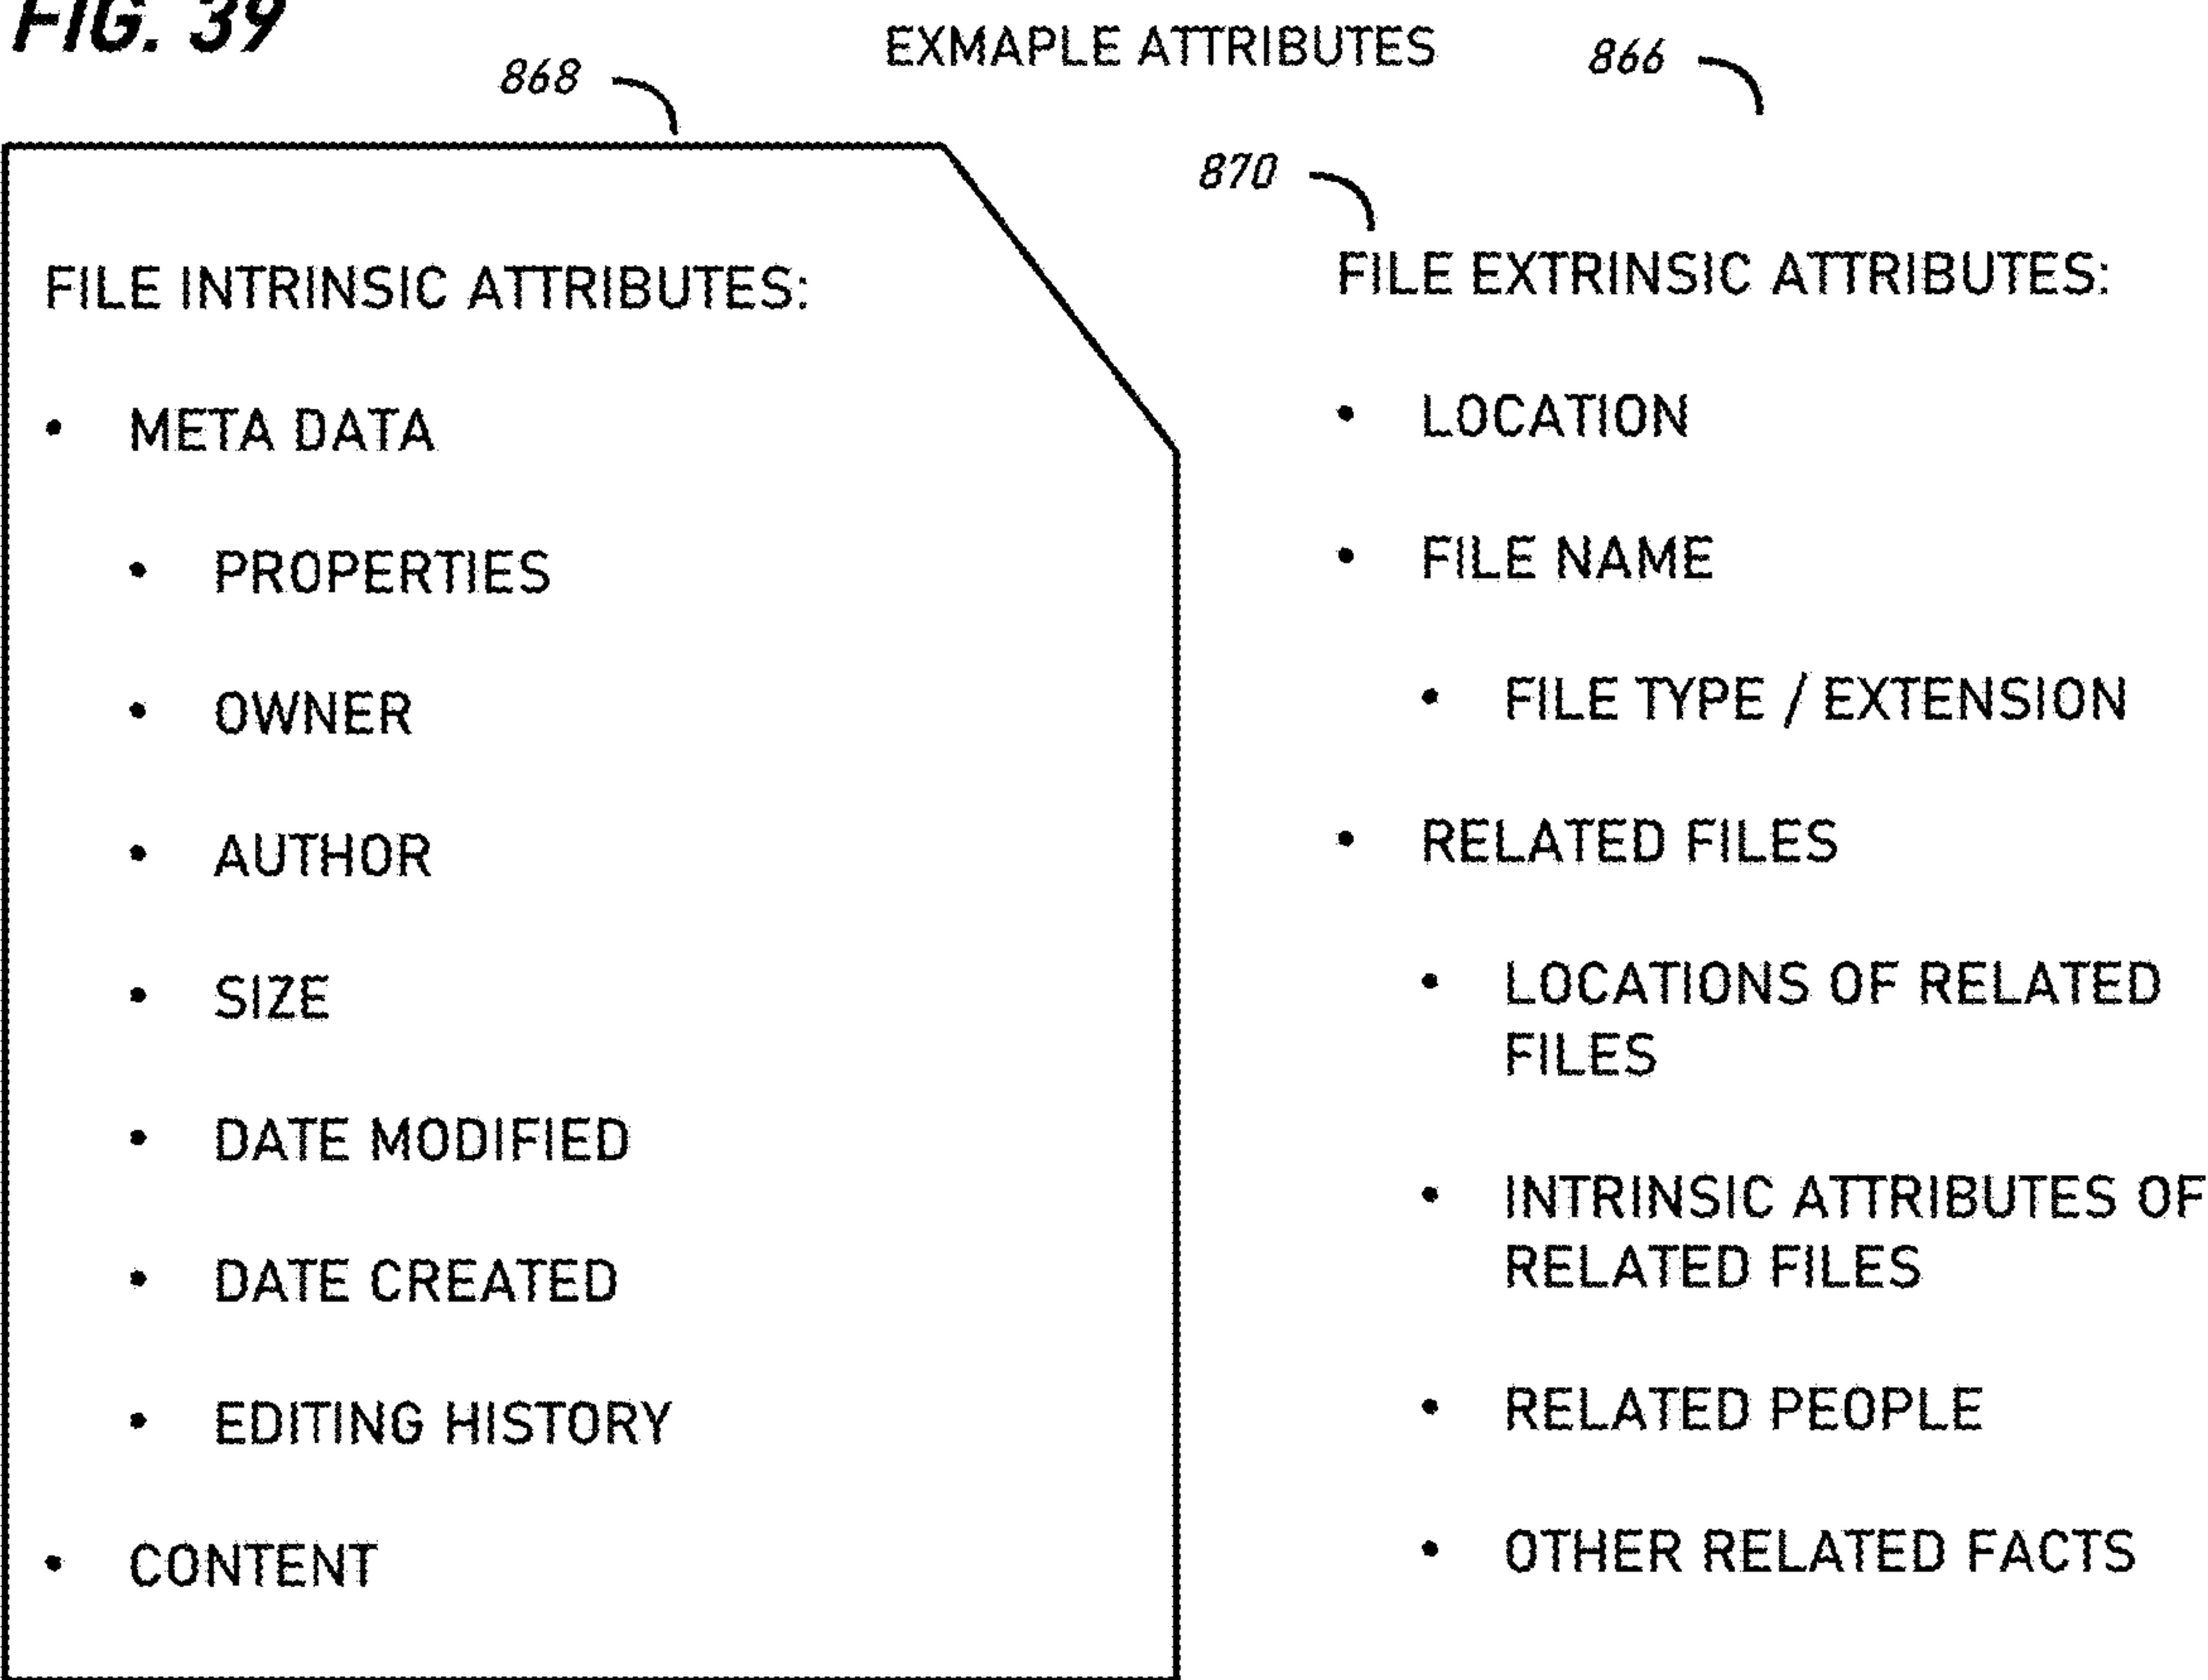 FIG. 39
EXMAPLE ATTRIBUTES
866
868
870
FILE INTRINSIC ATTRIBUTES:
• META DATA
• PROPERTIES
• OWNER
• AUTHOR
• SIZE
• DATE MODIFIED
• DATE CREATED
• EDITING HISTORY
• CONTENT
FILE EXTRINSIC ATTRIBUTES:
• LOCATION
• FILE NAME
• FILE TYPE / EXTENSION
• RELATED FILES
• LOCATIONS OF RELATED
FILES
• INTRINSIC ATTRIBUTES OF
RELATED FILES
• RELATED PEOPLE
• OTHER RELATED FACTS